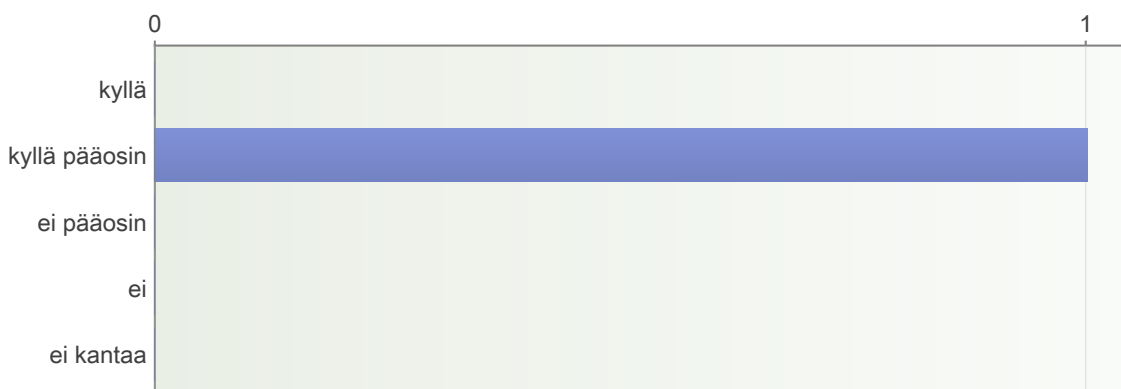 0 1
kyllä
kyllä pääosin
ei pääosin
ei
ei kantaa